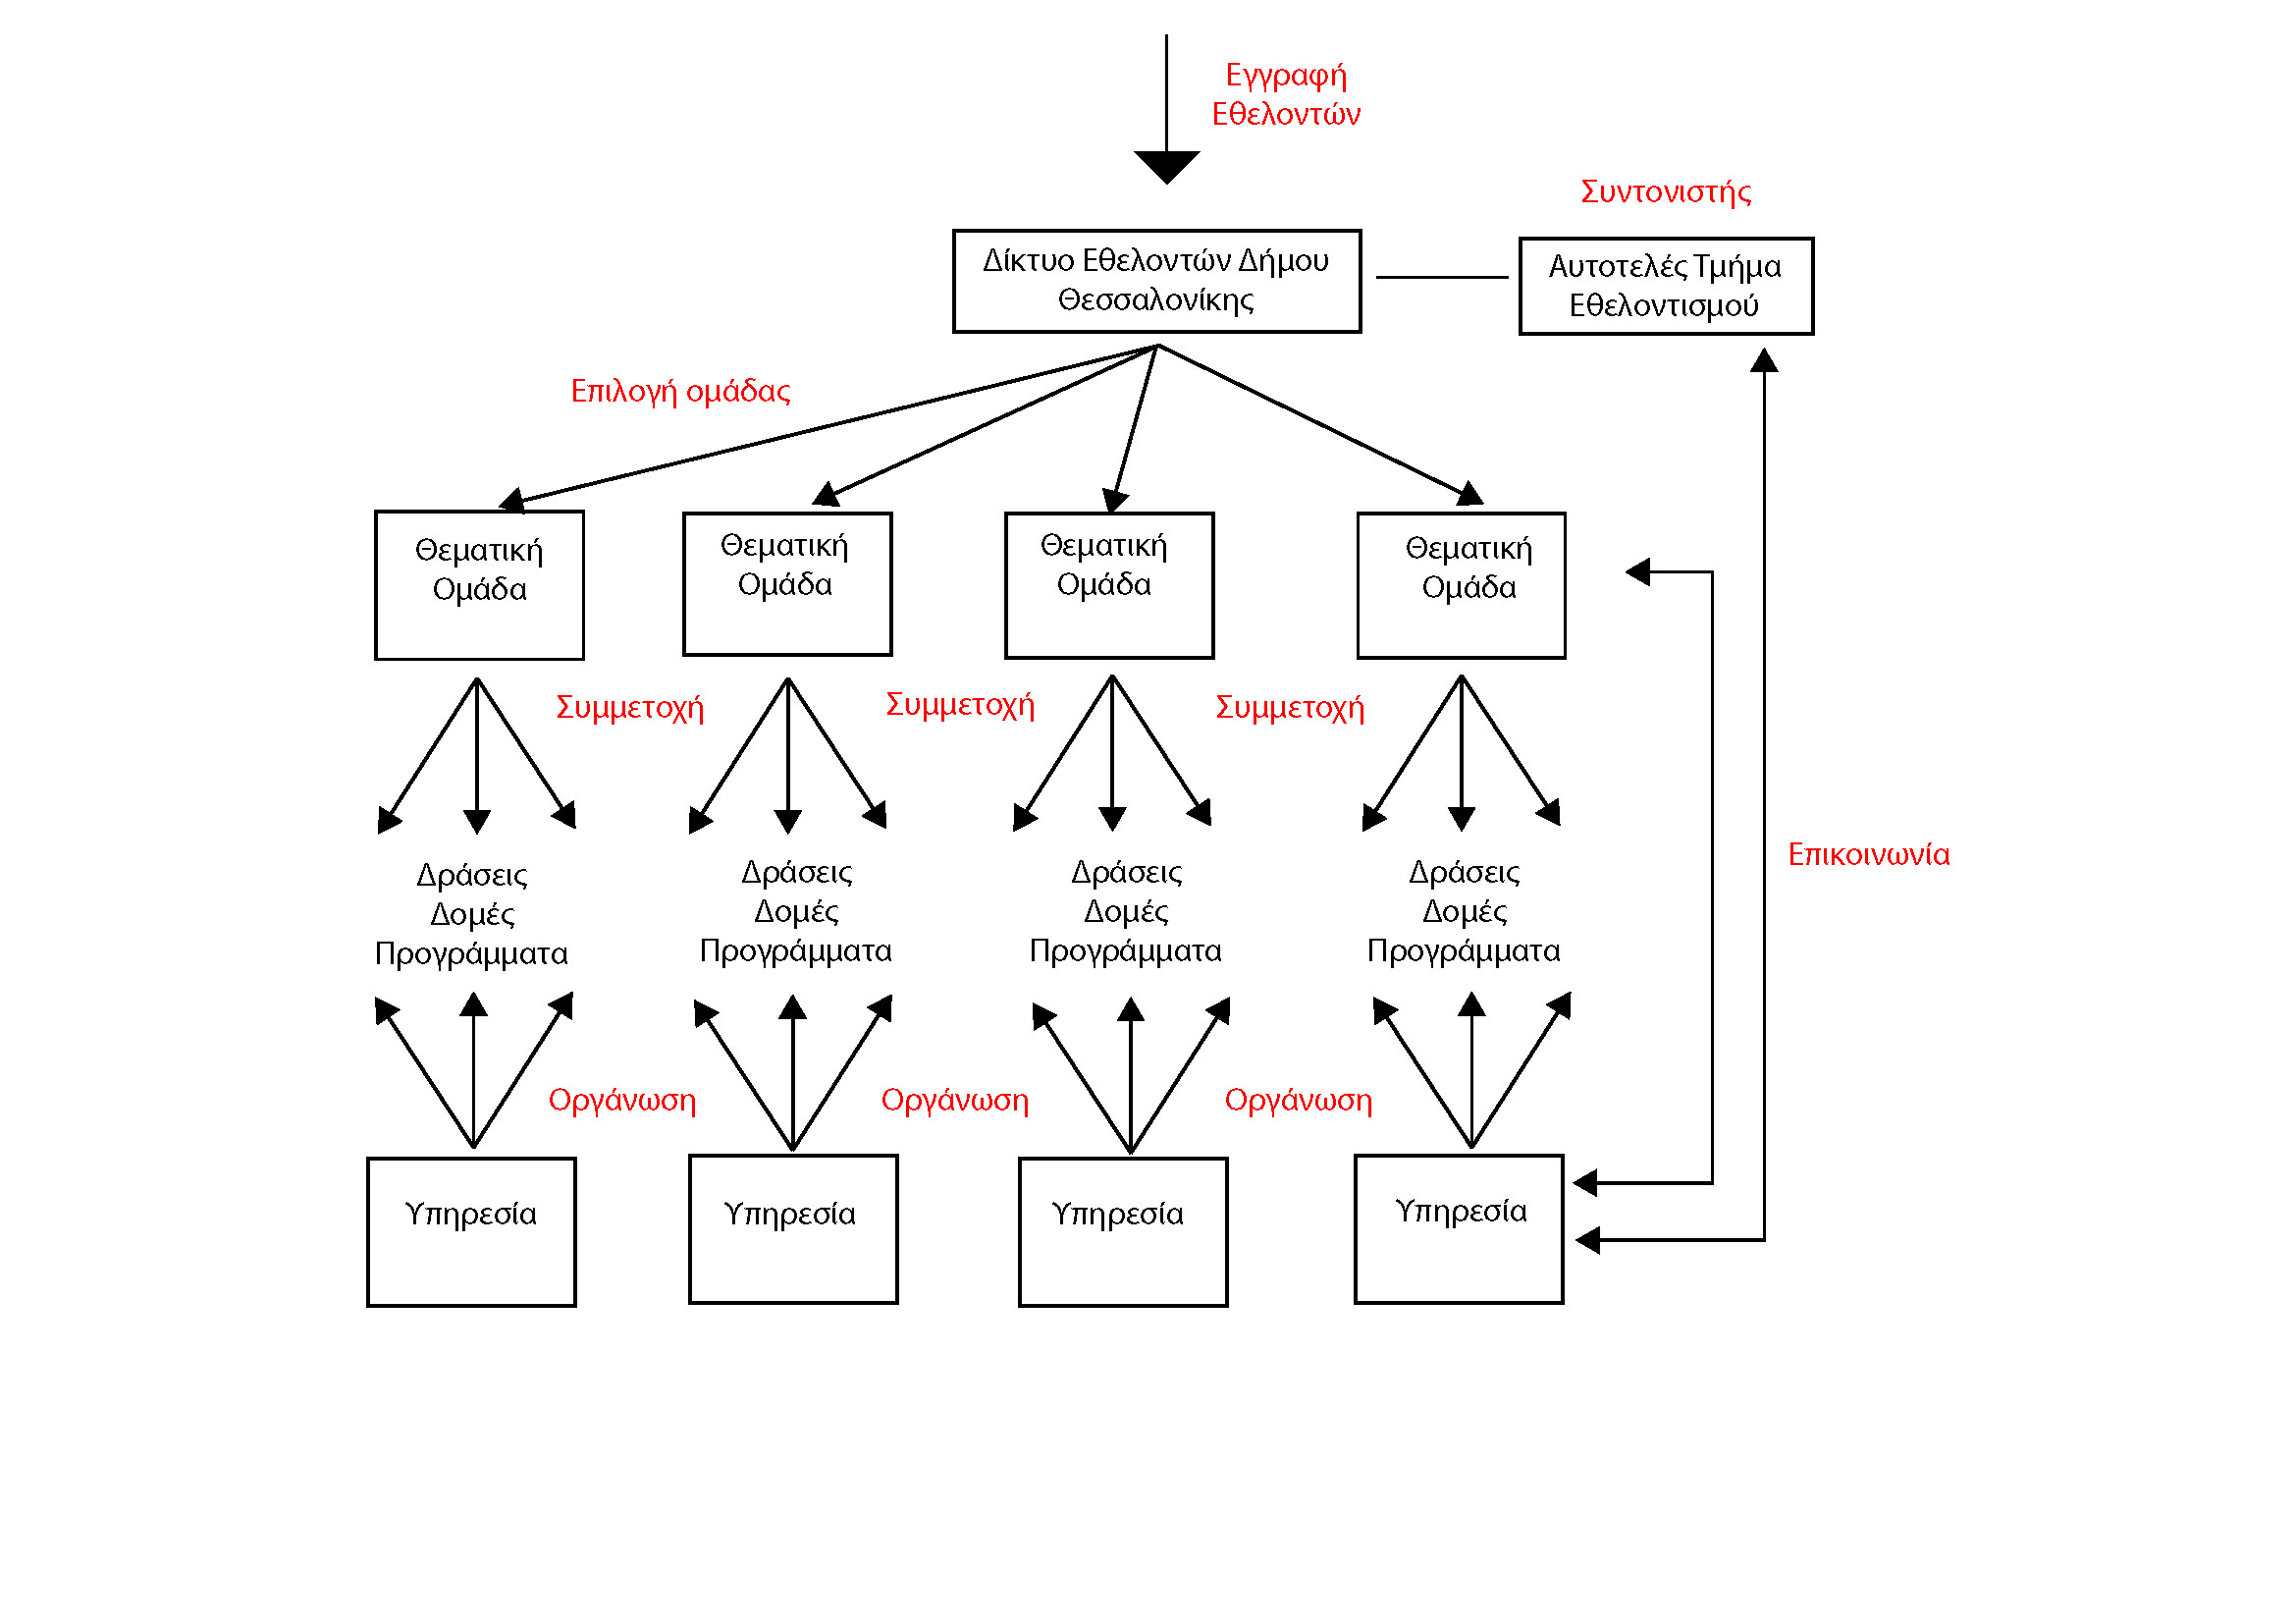 Εγγραφή
Εθελοντών
Συντονιστής
Δίκτυο Εθελοντών Δήμου
Θεσσαλονίκης
Αυτοτελές Τμήμα
Εθελοντισμού
Επιλογή ομάδας
Θεματική
Ομάδα
Θεματική
Ομάδα
Θεματική
Ομάδα
Θεματική
Ομάδα
Συμμετοχή
Συμμετοχή
Συμμετοχή
Δράσεις
Δομές
Προγράμματα
Δράσεις
Δομές
Προγράμματα
Δράσεις
Δομές
Προγράμματα
Δράσεις
Δομές
Προγράμματα
Επικοινωνία
Οργάνωση
Οργάνωση
Οργάνωση
Υπηρεσία
Υπηρεσία
Υπηρεσία
Υπηρεσία